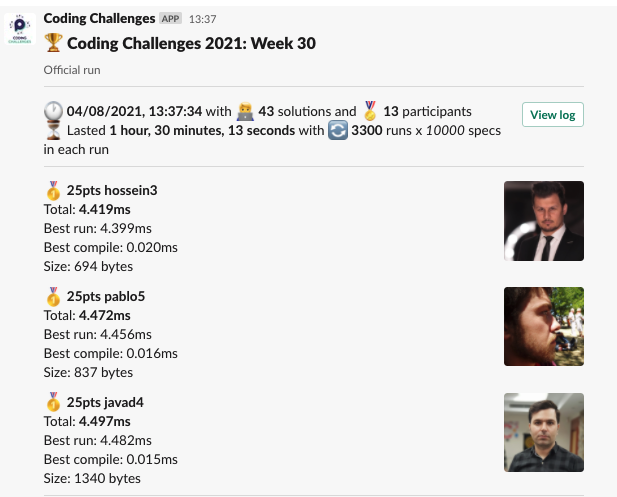 Coding Challenges APP 13:37
🏆 Coding Challenges 2021: Week 30
Official run
🕐 04/08/2021, 13:37:34 with 👨‍💻 43 solutions and 🏅 13 participants
View log
⏳ Lasted 1 hour, 30 minutes, 13 seconds with 🔄 3300 runs x 10000 specs
in each run
🥇 25pts hossein3
Total: 4.419ms
Best run: 4.399ms
Best compile: 0.020ms
Size: 694 bytes
🥇 25pts pablo5
Total: 4.472ms
Best run: 4.456ms
Best compile: 0.016ms
Size: 837 bytes
🥇 25pts javad4
Total: 4.497ms
Best run: 4.482ms
Best compile: 0.015ms
Size: 1340 bytes